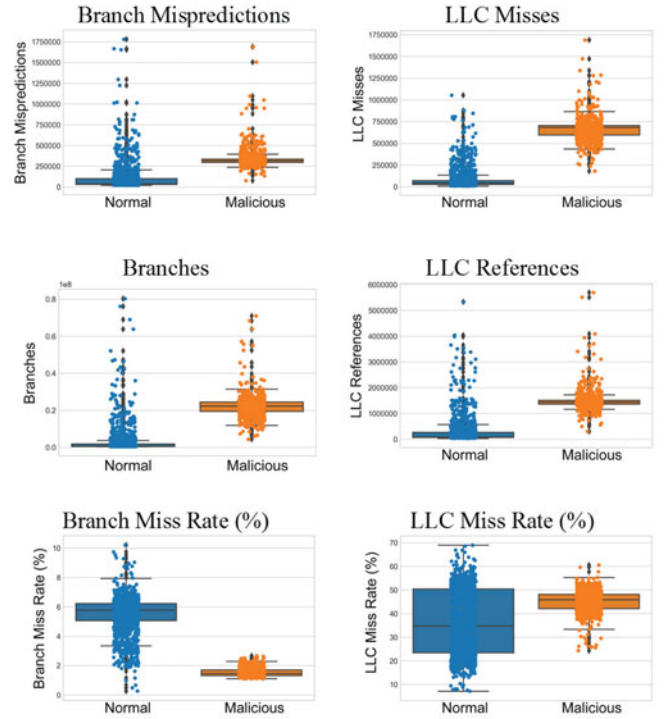 Branch Mispredictions
Branch Mispredictions
1750000
1500000
1250000
1000000
750000
500000
250000
0
Normal Malicious
LLC Misses
LLC Misses
1750000
1500000
1250000
1000000
750000
500000
250000
0
Normal Malicious
Branches
1e8
Branches
0.8
0.6
0.4
0.2
0.0
Normal Malicious
LLC References
LLC References
6000000
5000000
4000000
3000000
2000000
1000000
0
Normal Malicious
Branch Miss Rate (%)
Branch Miss Rate (%)
10
8
6
4
2
0
Normal Malicious
LLC Miss Rate (%)
LLC Miss Rate (%)
70
60
50
40
30
20
10
Normal Malicious